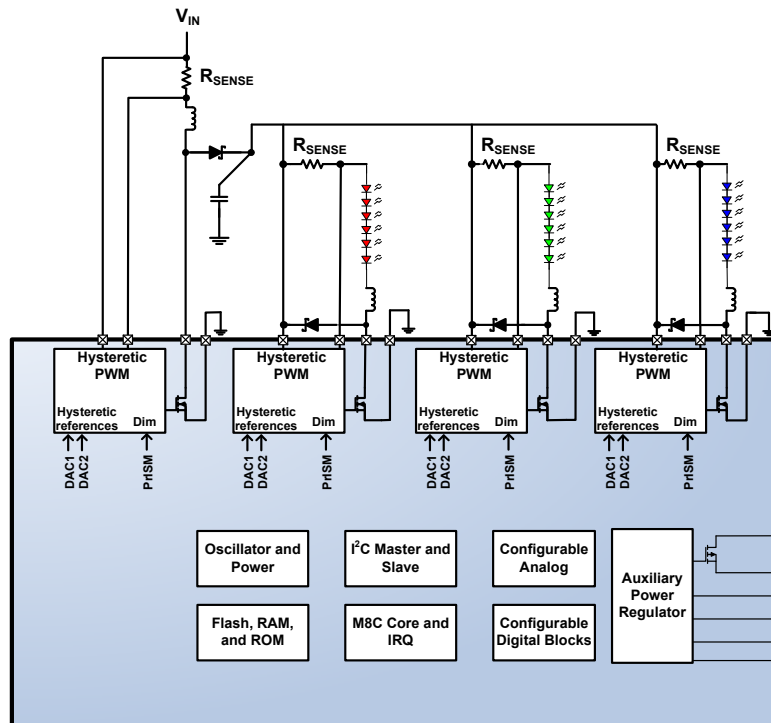 VIN
RSENSE
RSENSE
RSENSE
RSENSE
Hysteretic
PWM
Hysteretic
references
Dim
DAC1
DAC2
PrISM
Hysteretic
PWM
Hysteretic
references
Dim
DAC1
DAC2
PrISM
Hysteretic
PWM
Hysteretic
references
Dim
DAC1
DAC2
PrISM
Hysteretic
PWM
Hysteretic
references
Dim
DAC1
DAC2
PrISM
Oscillator and
Power
I²C Master and
Slave
Configurable
Analog
Auxiliary
Power
Regulator
Flash, RAM,
and ROM
M8C Core and
IRQ
Configurable
Digital Blocks